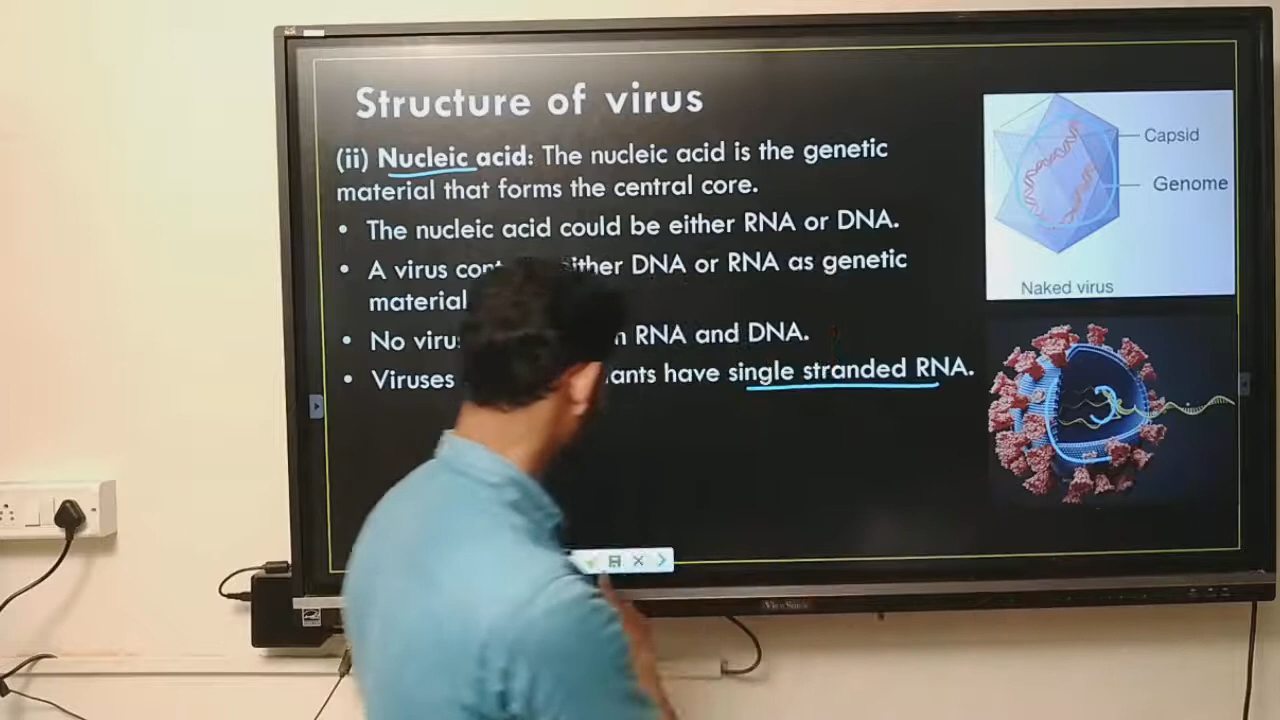 Structure of virus
(ii) Nucleic acid: The nucleic acid is the genetic
material that forms the central core.
• The nucleic acid could be either RNA or DNA.
• A virus DNA or RNA as genetic
material
• No RNA and DNA.
• Viruses have single stranded RNA.
Capsid
Genome
Naked virus
ViewSonic